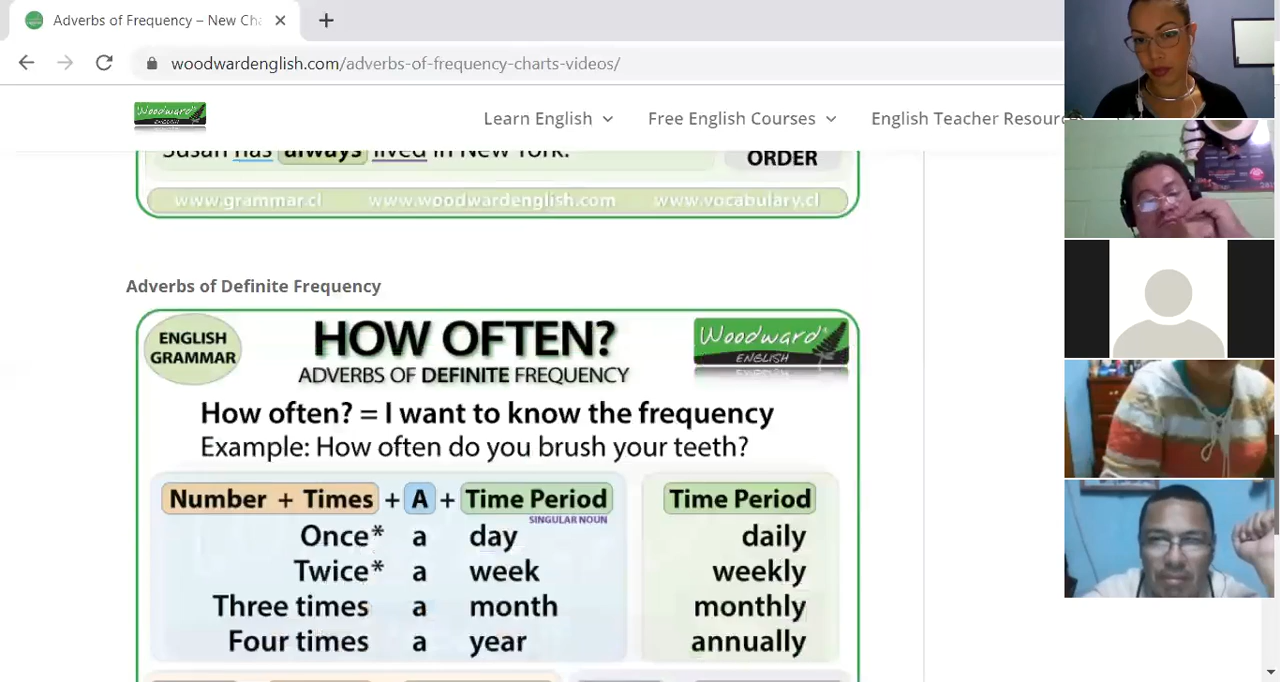 Adverbs of Frequency – New Cha
woodwardenglish.com/adverbs-of-frequency-charts-videos/
Woodward
ENGLISH
Learn English
Free English Courses
English Teacher Resourc
Susan has always lived in New York.
ORDER
www.grammar.cl www.woodwardenglish.com www.vocabulary.cl
Adverbs of Definite Frequency
ENGLISH
GRAMMAR
HOW OFTEN?
ADVERBS OF DEFINITE FREQUENCY
Woodward
ENGLISH
How often? = I want to know the frequency
Example: How often do you brush your teeth?
Number + Times + A + Time Period
SINGULAR NOUN
Once* a day
Twice* a week
Three times a month
Four times a year
Time Period
daily
weekly
monthly
annually